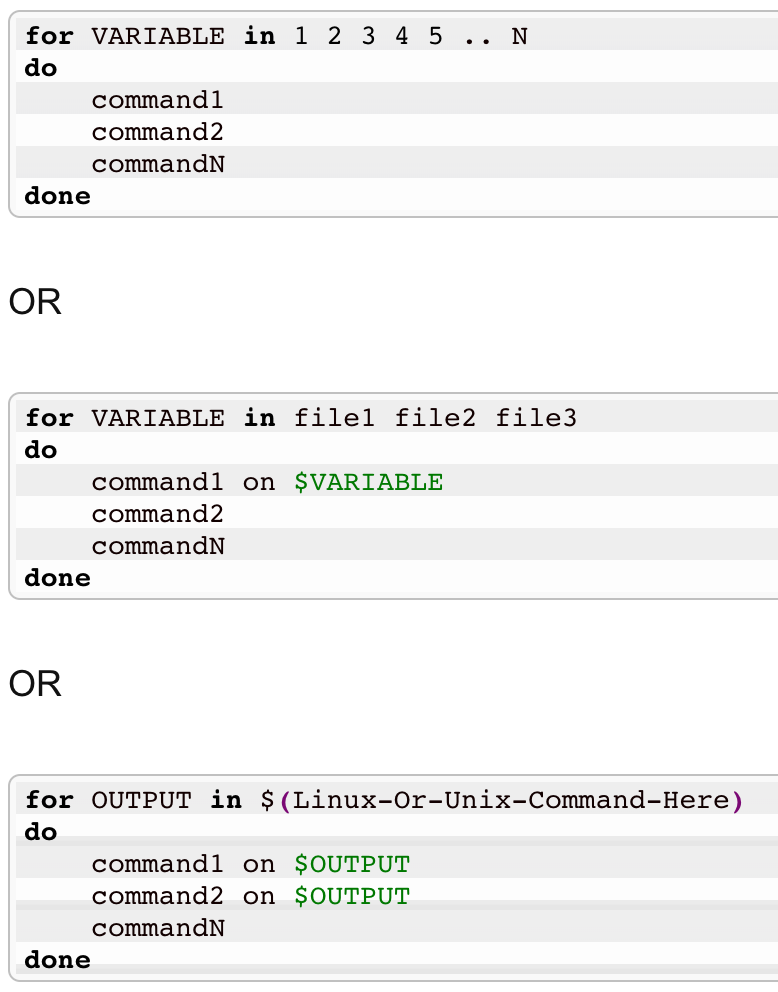 for VARIABLE in 1 2 3 4 5 .. N
do
    command1
    command2
    commandN
done
OR
for VARIABLE in file1 file2 file3
do
    command1 on $VARIABLE
    command2
    commandN
done
OR
for OUTPUT in $(Linux-Or-Unix-Command-Here)
do
    command1 on $OUTPUT
    command2 on $OUTPUT
    commandN
done